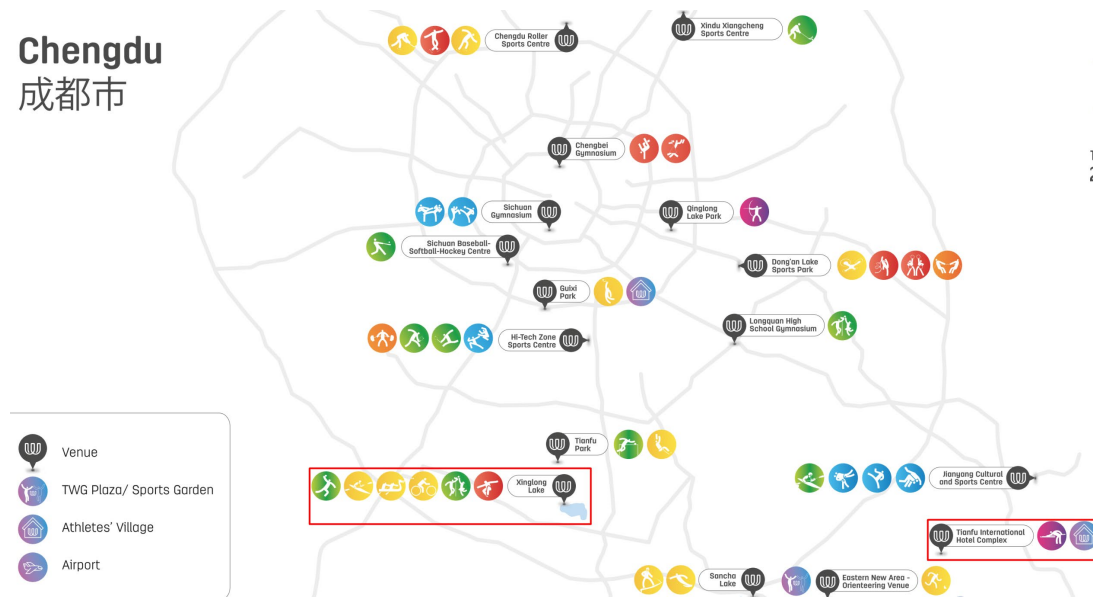 Chengdu
成都市
Chengdu Roller
Sports Centre
Xindu Xiangcheng
Sports Centre
Chengbei
Gymnasium
T
2
Sichuan
Gymnasium
Qinglong
Lake Park
Sichuan Baseball-
Softball-Hockey Centre
Dong'an Lake
Sports Park
Guixi
Park
Longquan High
School Gymnasium
Hi-Tech Zone
Sports Centre
Tianfu
Park
Xinglong
Lake
Jianyang Cultural
and Sports Centre
Tianfu International
Hotel Complex
Sancha
Lake
Eastern New Area -
Orienteering Venue
Venue
TWG Plaza/ Sports Garden
Athletes' Village
Airport